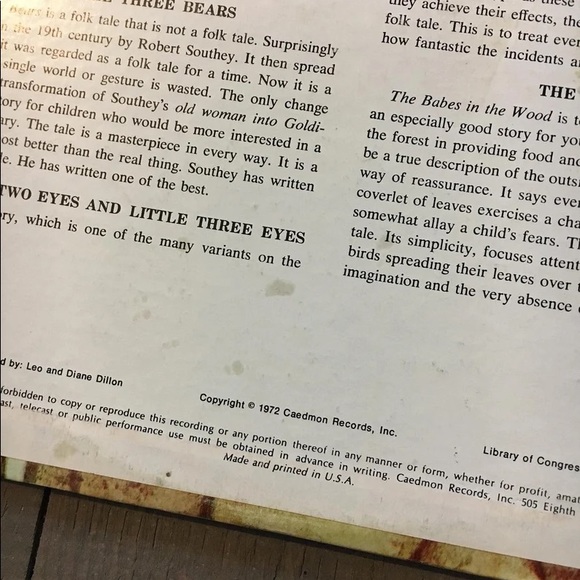 THREE BEARS
is a folk tale that is not a folk tale. Surprisingly
the 19th century by Robert Southey. It then spread
it was regarded as a folk tale for a time. Now it is a
single world or gesture is wasted. The only change
transformation of Southey's old woman into Goldi-
ory for children who would be more interested in a
ary. The tale is a masterpiece in every way. It is a
ost better than the real thing. Southey has written
le. He has written one of the best.
TWO EYES AND LITTLE THREE EYES
ry, which is one of the many variants on the
they achieve their effects, the
folk tale. This is to treat ever
how fantastic the incidents a
THE
The Babes in the Wood is t
an especially good story for yo
the forest in providing food and
be a true description of the outs
way of reassurance. It says ever
coverlet of leaves exercises a cha
somewhat allay a child's fears. T
tale. Its simplicity, focuses attent
birds spreading their leaves over t
imagination and the very absence
d by: Leo and Diane Dillon
Copyright © 1972 Caedmon Records, Inc.
Library of Congres
forbidden to copy or reproduce this recording or any portion thereof in any manner or form, whether for profit, amat
ast, telecast or public performance use must be obtained in advance in writing. Caedmon Records, Inc. 505 Eighth
Made and printed in U.S.A.